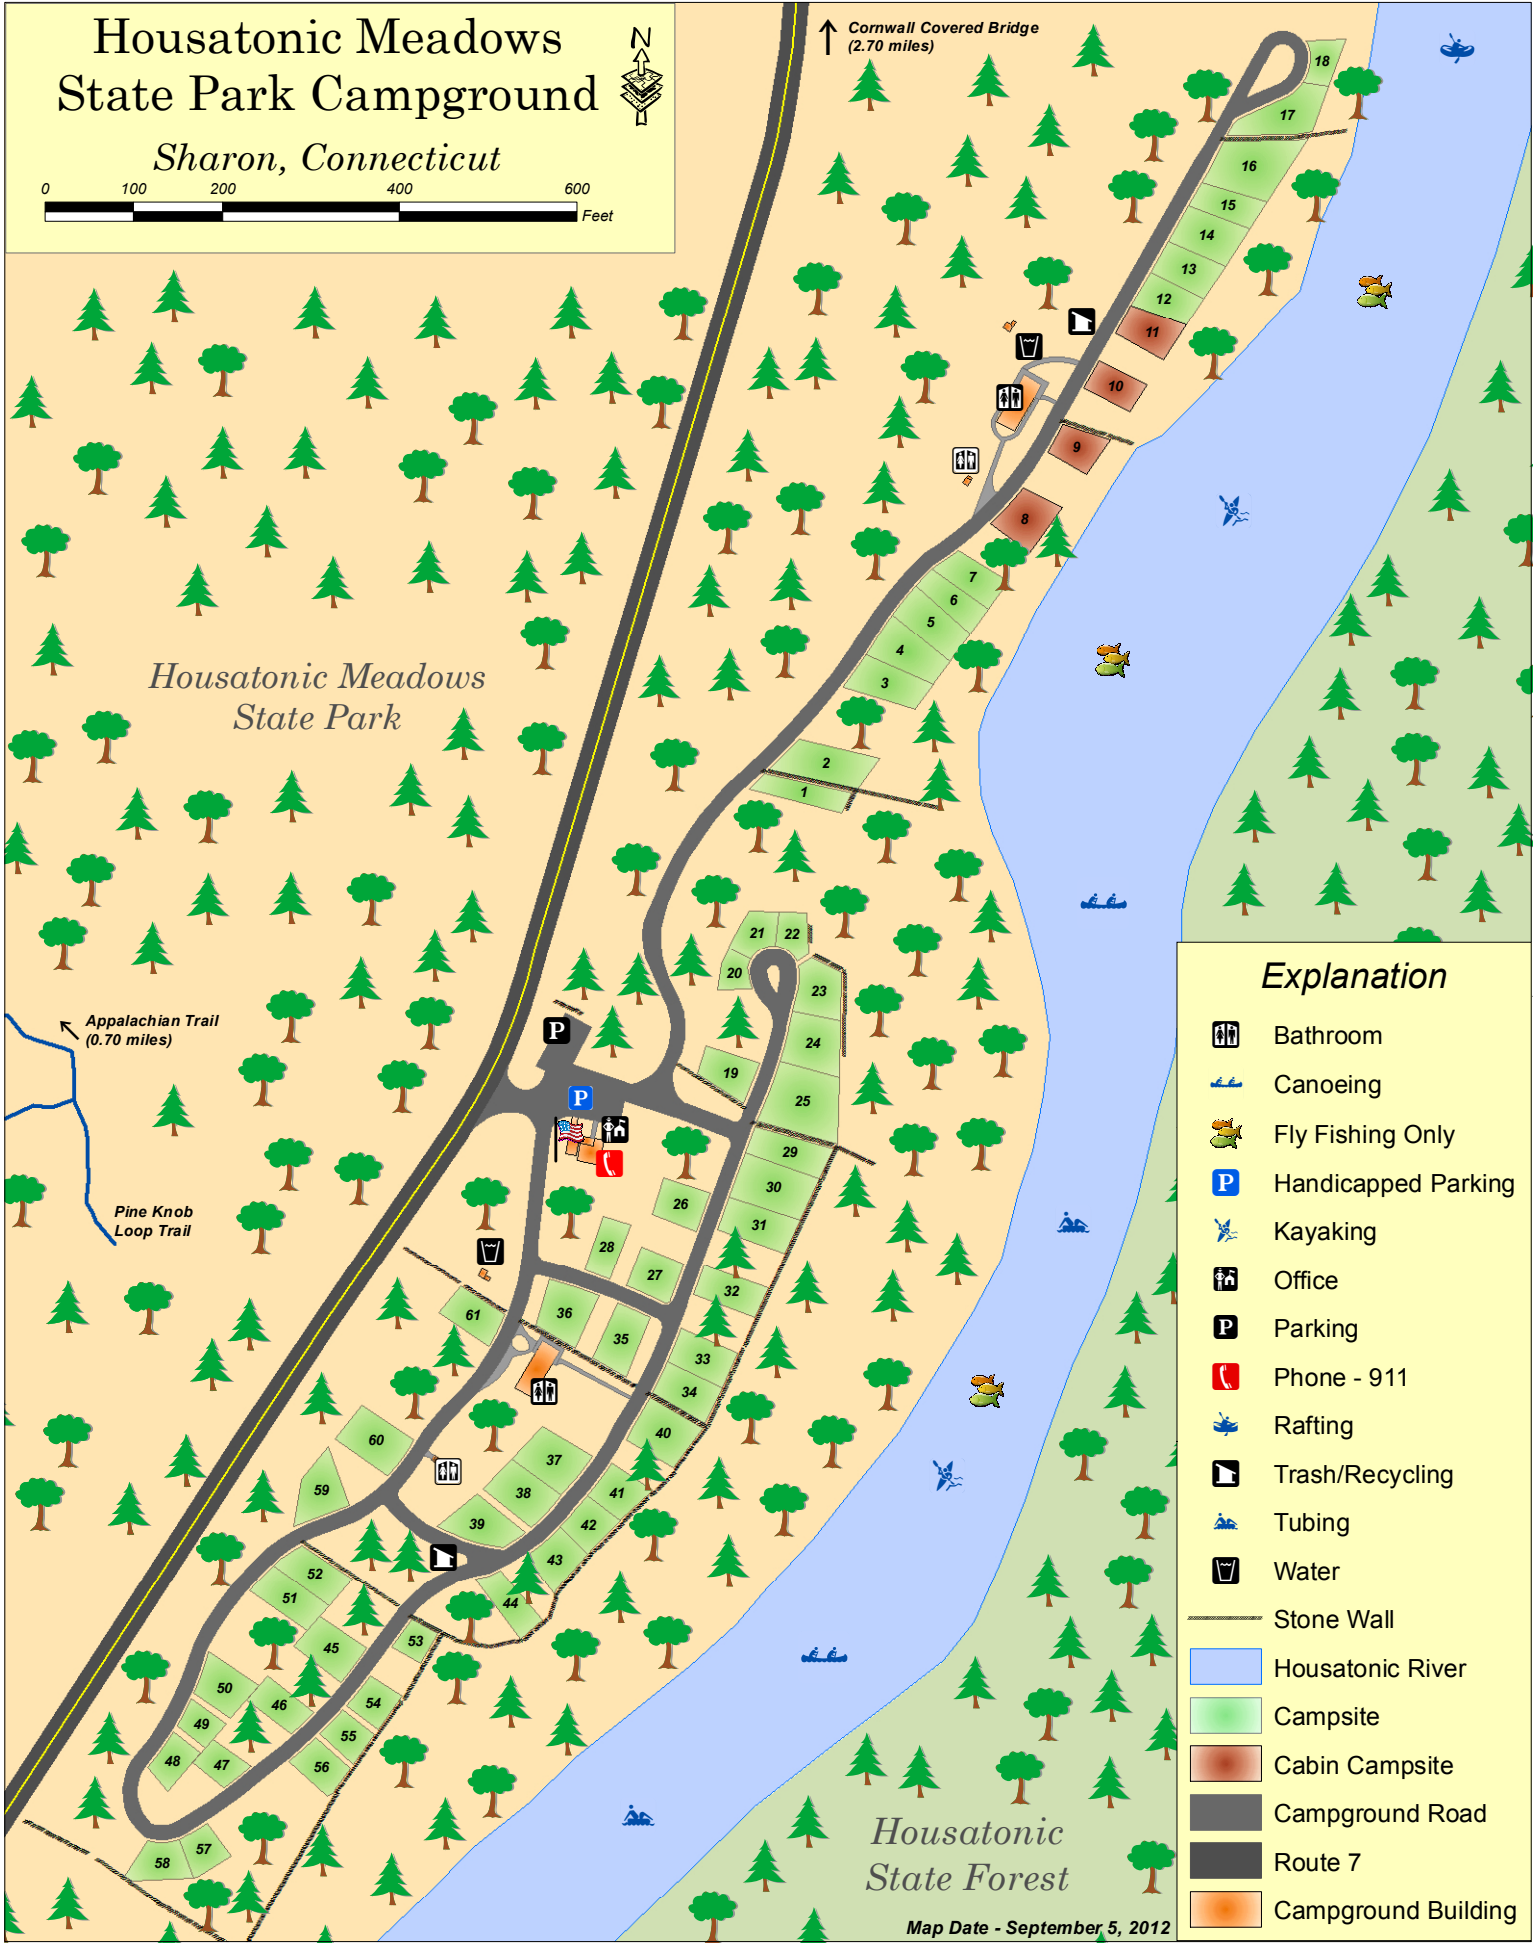 Housatonic Meadows
State Park Campground
N
Sharon, Connecticut
0 100 200 400 600
Feet
Cornwall Covered Bridge
(2.70 miles)
18
17
16
15
14
13
12
11
10
9
8
7
6
5
4
3
2
1
Housatonic Meadows
State Park
21 22
20
23
24
19
25
Appalachian Trail
(0.70 miles)
P
P
29
30
26
31
Pine Knob
Loop Trail
28
27
32
61
36
35
33
34
40
60
37
59
38
41
39
42
43
52
51
44
53
45
50
46
54
49
55
48
47
56
57
58
Housatonic
State Forest
Map Date - September 5, 2012
Explanation
Bathroom
Canoeing
Fly Fishing Only
P Handicapped Parking
Kayaking
Office
P Parking
Phone - 911
Rafting
Trash/Recycling
Tubing
Water
Stone Wall
Housatonic River
Campsite
Cabin Campsite
Campground Road
Route 7
Campground Building